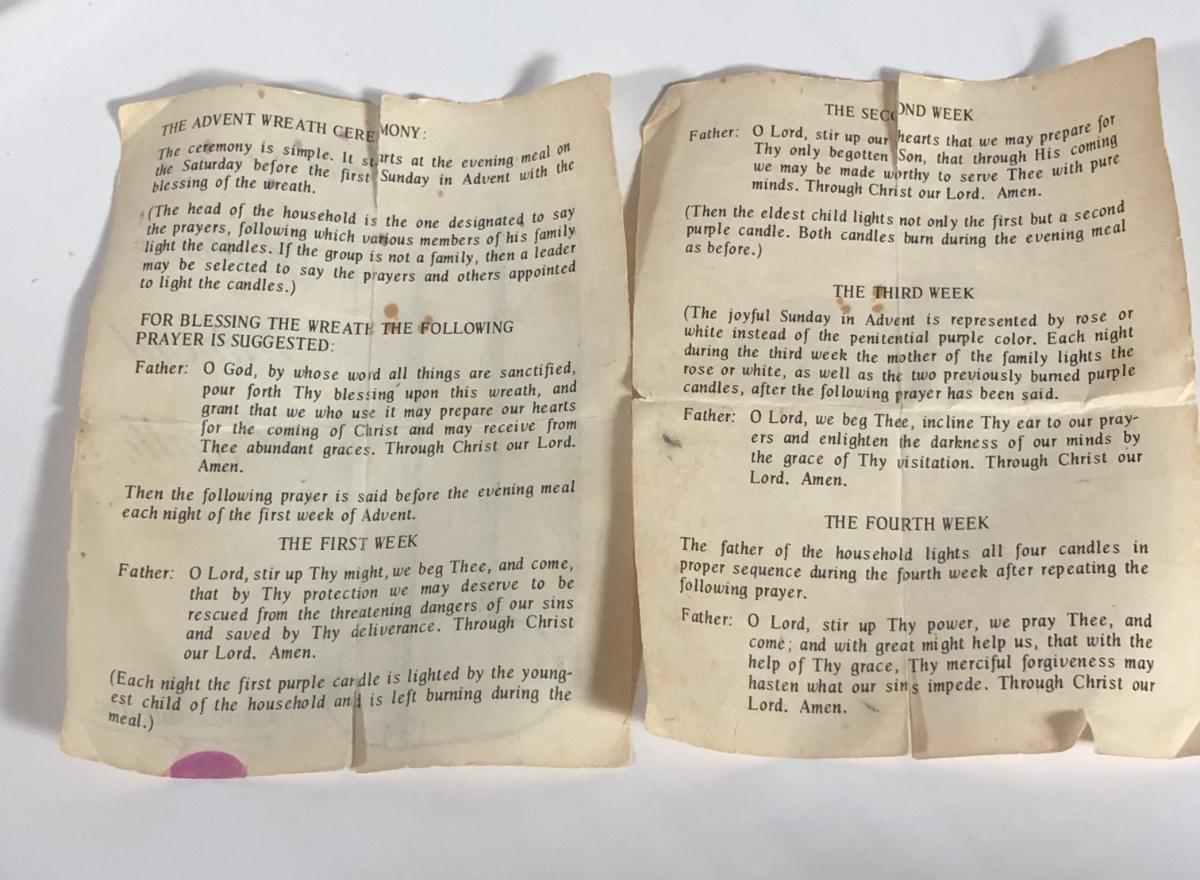 THE ADVENT WREATH CEREMONY:
The ceremony is simple. It starts at the evening meal on
the Saturday before the first Sunday in Advent with the
blessing of the wreath.
(The head of the household is the one designated to say
the prayers, following which various members of his family
light the candles. If the group is not a family, then a leader
may be selected to say the prayers and others appointed
to light the candles.)
FOR BLESSING THE WREATH THE FOLLOWING
PRAYER IS SUGGESTED:
Father: O God, by whose word all things are sanctified,
pour forth Thy blessing upon this wreath, and
grant that we who use it may prepare our hearts
for the coming of Christ and may receive from
Thee abundant graces. Through Christ our Lord.
Amen.
Then the following prayer is said before the evening meal
each night of the first week of Advent.
THE FIRST WEEK
Father: O Lord, stir up Thy might, we beg Thee, and come,
that by Thy protection we may deserve to be
rescued from the threatening dangers of our sins
and saved by Thy deliverance. Through Christ
our Lord. Amen.
(Each night the first purple candle is lighted by the young-
est child of the household and is left burning during the
meal.)
THE SECOND WEEK
Father: O Lord, stir up our hearts that we may prepare for
Thy only begotten Son, that through His coming
we may be made worthy to serve Thee with pure
minds. Through Christ our Lord. Amen.
(Then the eldest child lights not only the first but a second
purple candle. Both candles burn during the evening meal
as before.)
THE THIRD WEEK
(The joyful Sunday in Advent is represented by rose or
white instead of the penitential purple color. Each night
during the third week the mother of the family lights the
rose or white, as well as the two previously burned purple
candles, after the following prayer has been said.
Father: O Lord, we beg Thee, incline Thy ear to our pray-
ers and enlighten the darkness of our minds by
the grace of Thy visitation. Through Christ our
Lord. Amen.
THE FOURTH WEEK
The father of the household lights all four candles in
proper sequence during the fourth week after repeating the
following prayer.
Father: O Lord, stir up Thy power, we pray Thee, and
come; and with great might help us, that with the
help of Thy grace, Thy merciful forgiveness may
hasten what our sins impede. Through Christ our
Lord. Amen.